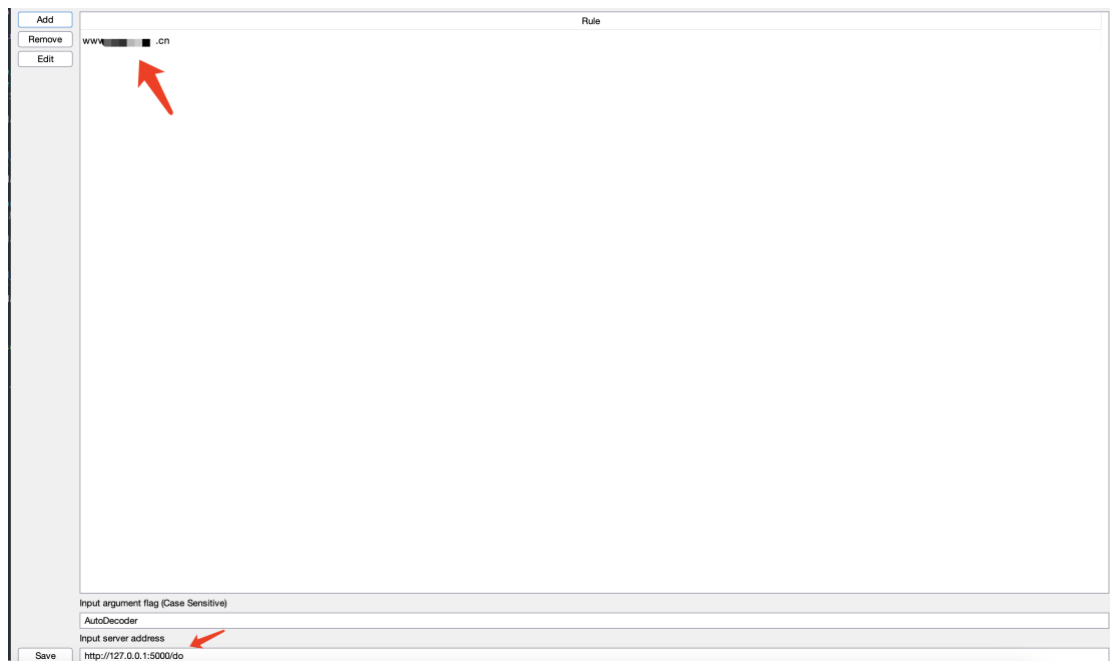 Add
Rule
Remove
www .cn
Edit
Input argument flag (Case Sensitive)
AutoDecoder
Input server address
Save
http://127.0.0.1:5000/do